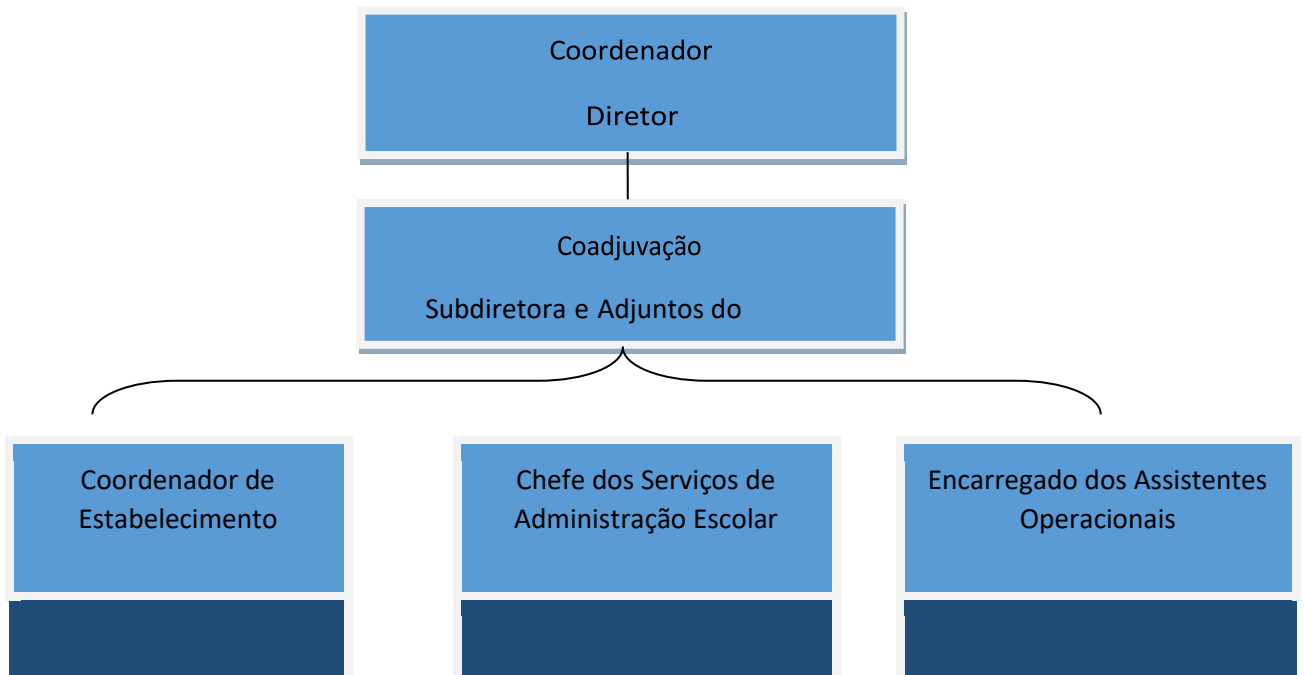 Coordenador
Diretor
Coadjuvação
Subdiretora e Adjuntos do
Coordenador de
Estabelecimento
Chefe dos Serviços de
Administração Escolar
Encarregado dos Assistentes
Operacionais